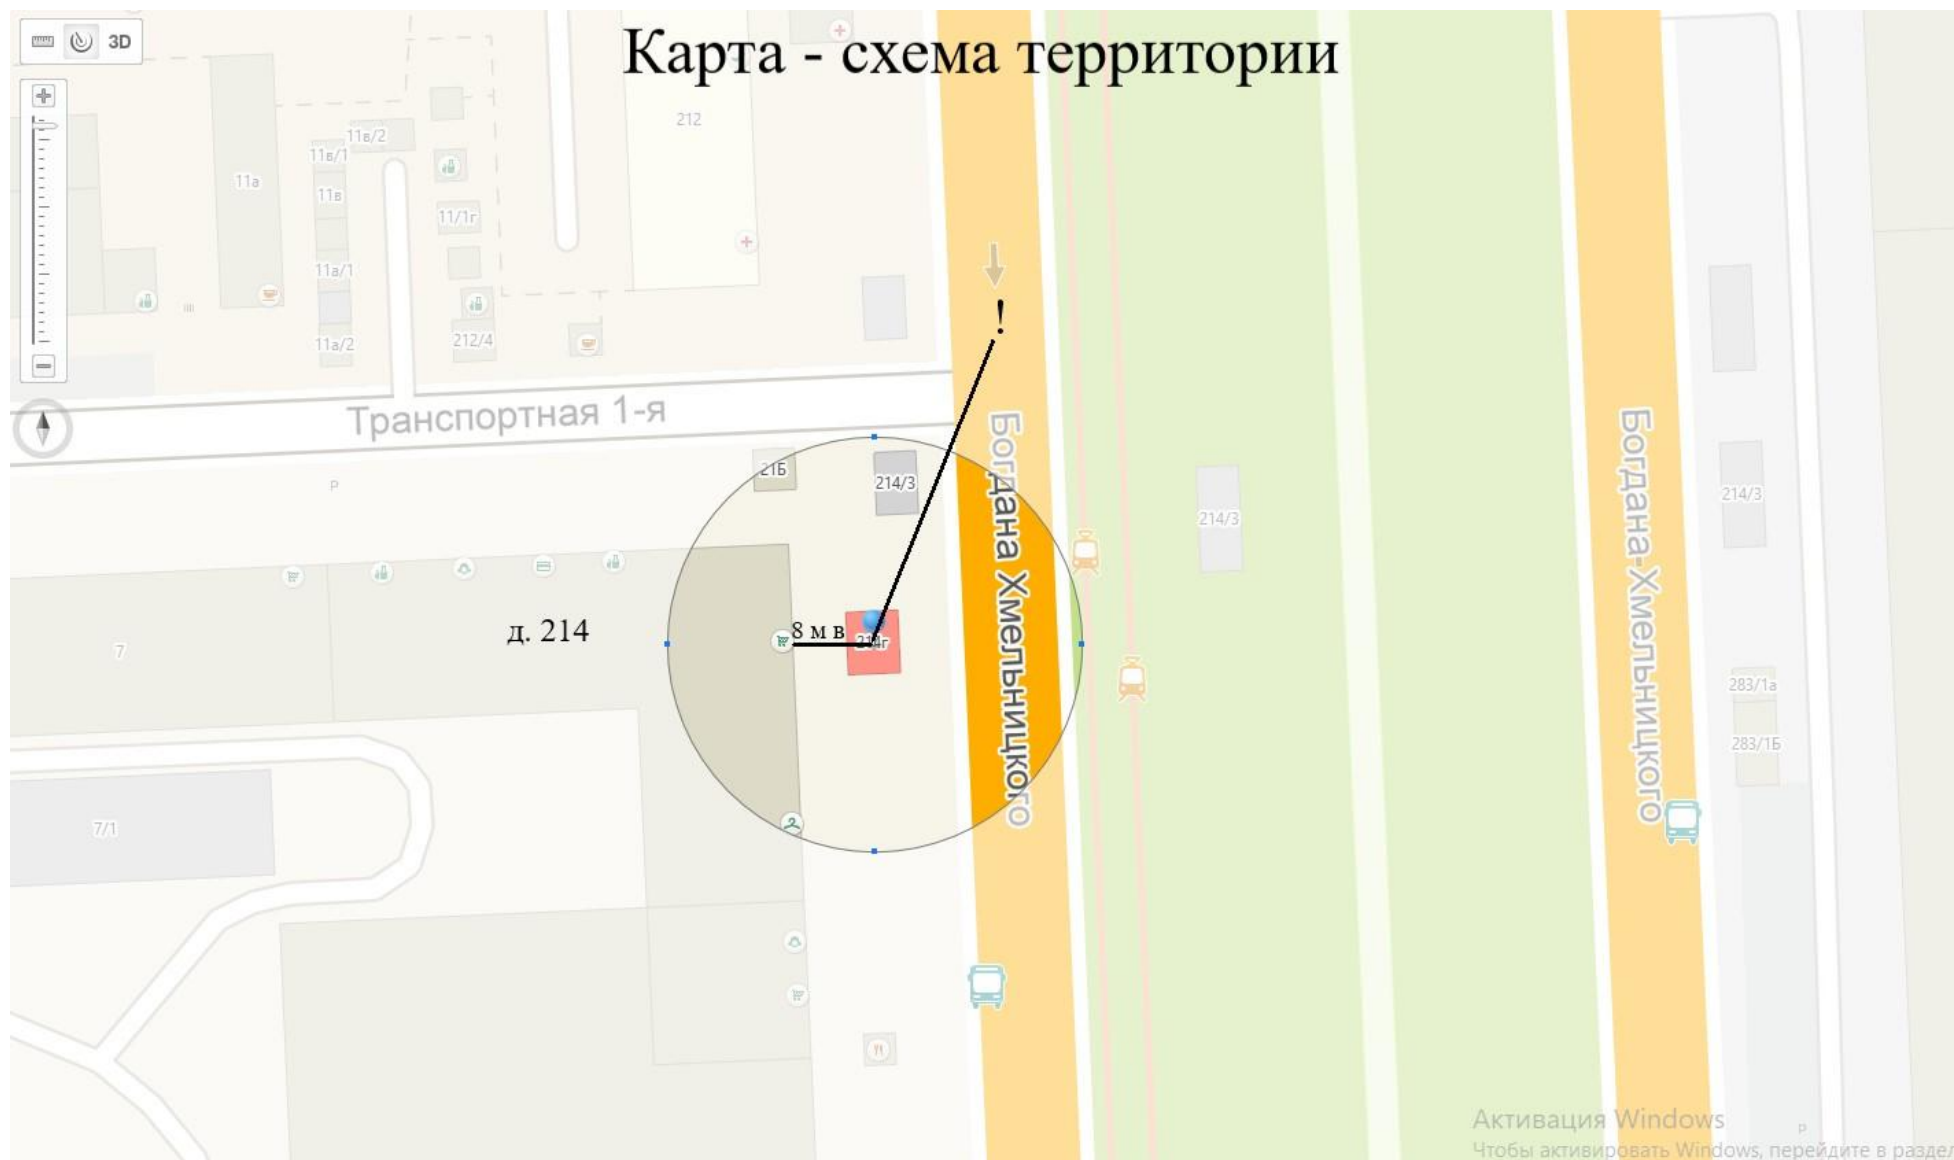 3D
Карта - схема территории
212
11в/2
11в/1
11а
11в
11/1г
11а/1
11а/2
212/4
!
Транспортная 1-я
P
21Б
214/3
Богдана Хмельницкого
214/3
Богдана Хмельницкого
214/3
7
д. 214
8 м в
214г
283/1а
283/1Б
7/1
Активация Windows
P
Чтобы активировать Windows, перейдите в раздел